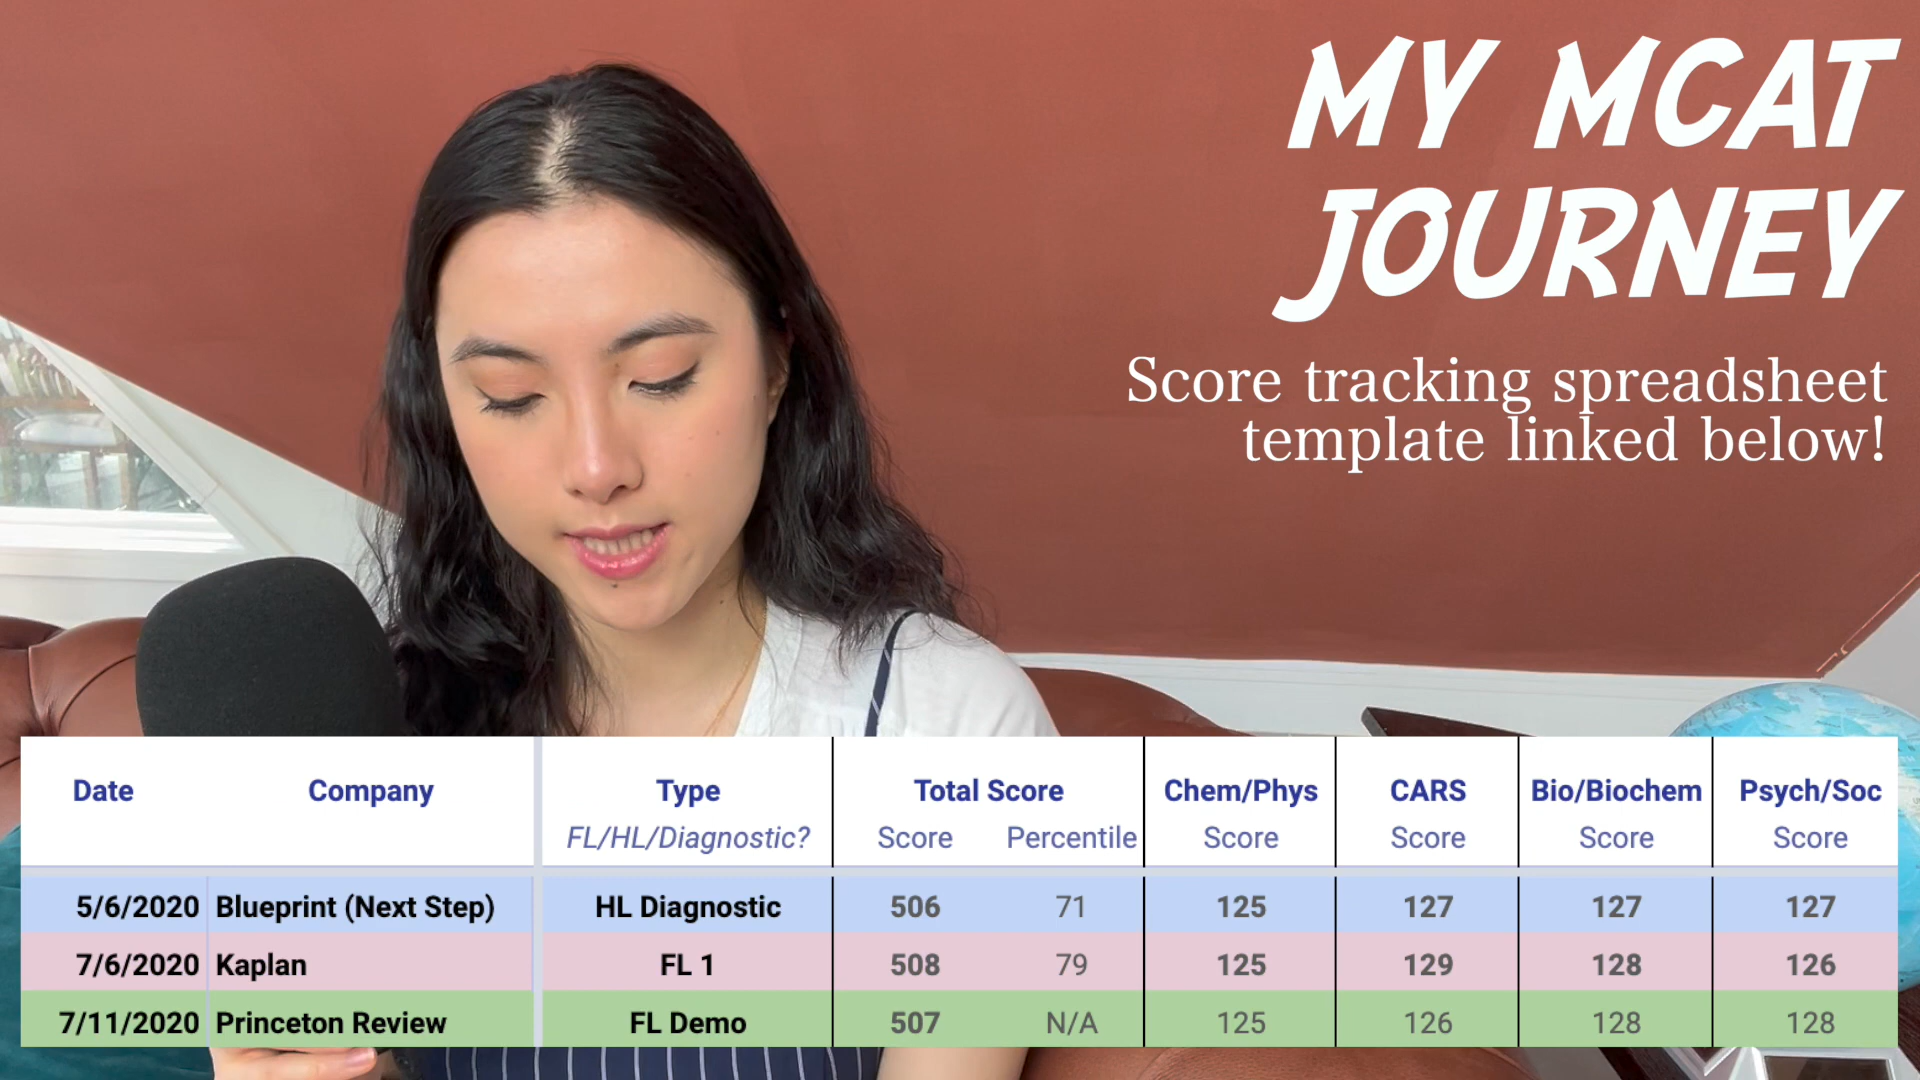 MY MCAT
JOURNEY
Score tracking spreadsheet
template linked below!
Date Company Type Total Score Chem/Phys CARS Bio/Biochem Psych/Soc
FL/HL/Diagnostic? Score Percentile Score Score Score Score
5/6/2020 Blueprint (Next Step) HL Diagnostic 506 71 125 127 127 127
7/6/2020 Kaplan FL 1 508 79 125 129 128 126
7/11/2020 Princeton Review FL Demo 507 N/A 125 126 128 128